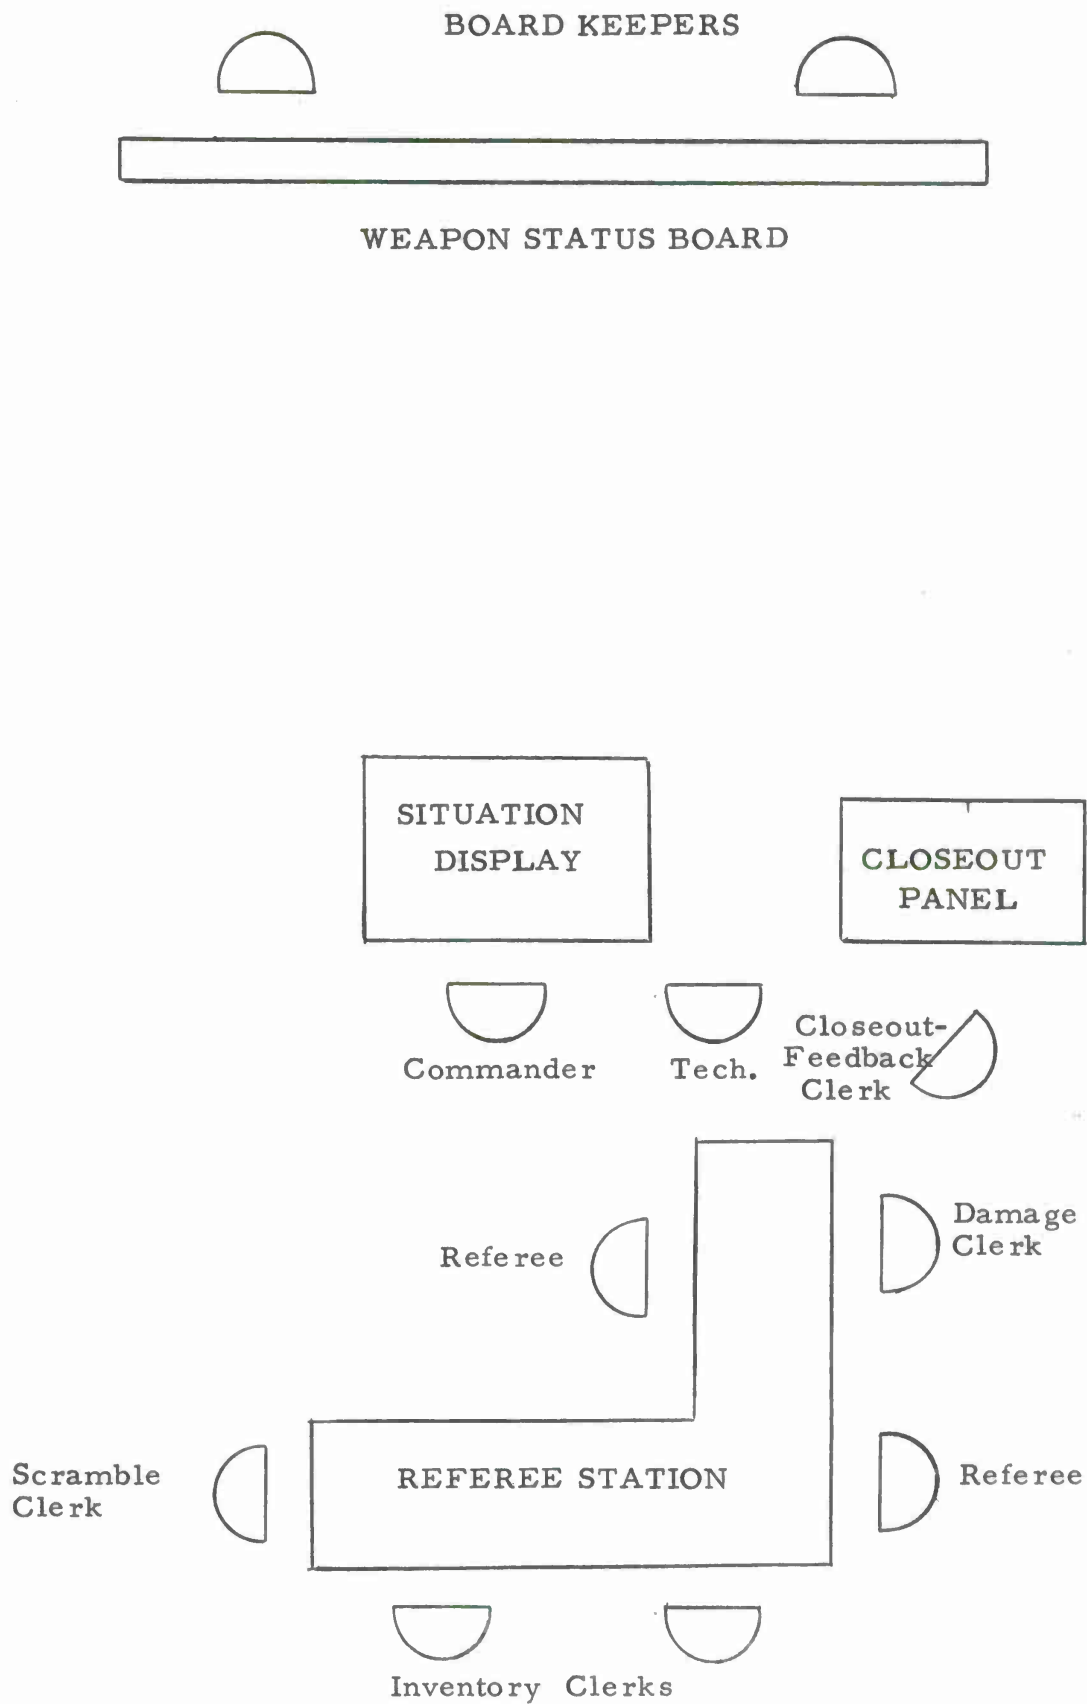 BOARD KEEPERS
WEAPON STATUS BOARD
SITUATION
DISPLAY
CLOSEOUT
PANEL
Commander
Tech.
Closeout-
Feedback
Clerk
Referee
Damage
Clerk
Scramble
Clerk
REFEREE STATION
Referee
Inventory Clerks